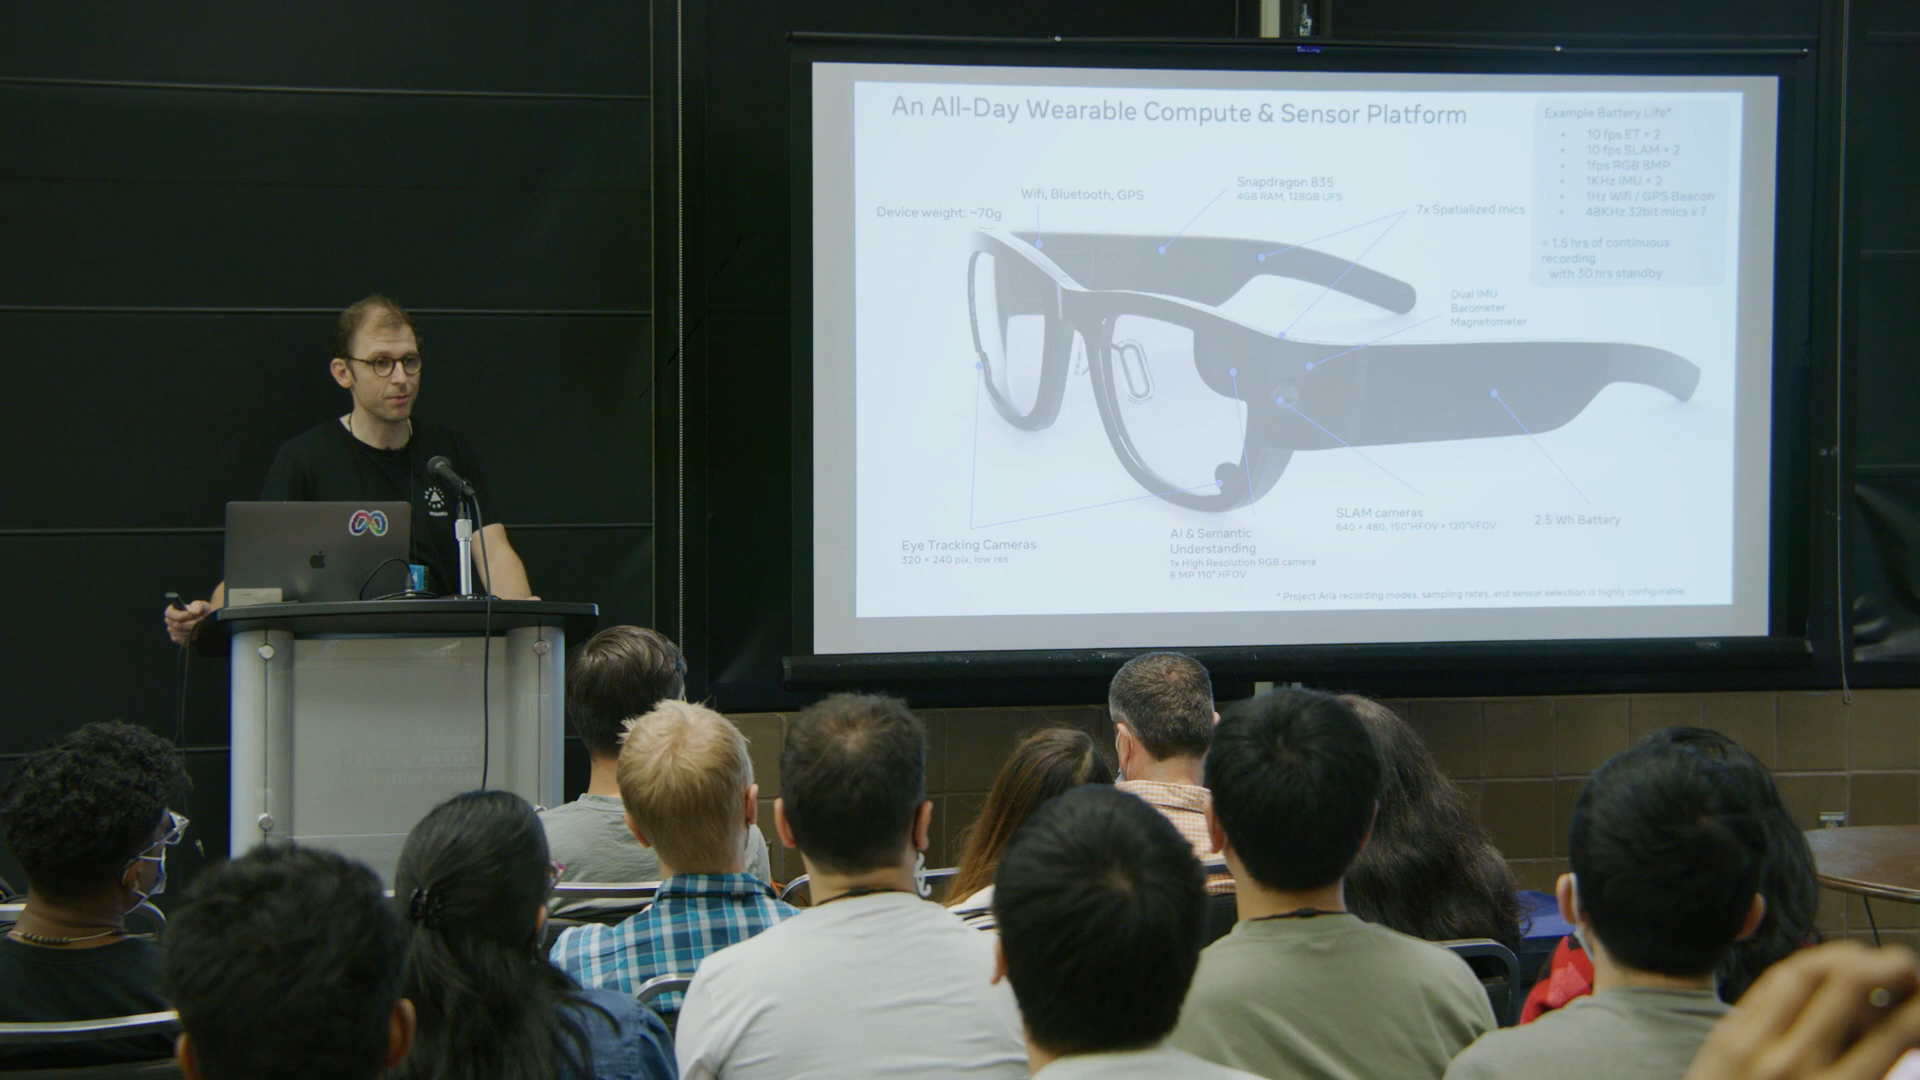 An All-Day Wearable Compute & Sensor Platform
Example Battery Life*
10 fps ET × 2
10 fps SLAM × 2
1fps RGB 8MP
1KHz IMU × 2
1Hz Wifi / GPS Beacon
48KHz 32bit mics x 7
= 1.5 hrs of continuous
recording
with 30 hrs standby
Device weight: ~70g
Wifi, Bluetooth, GPS
Snapdragon 835
4GB RAM, 128GB UFS
7x Spatialized mics
Dual IMU
Barometer
Magnetometer
Eye Tracking Cameras
320 × 240 pix, low res
AI & Semantic
Understanding
1x High Resolution RGB camera
8 MP 110° HFOV
SLAM cameras
640 × 480, 150°HFOV × 120°VFOV
2.5 Wh Battery
* Project Aria recording modes, sampling rates, and sensor selection is highly configurable.